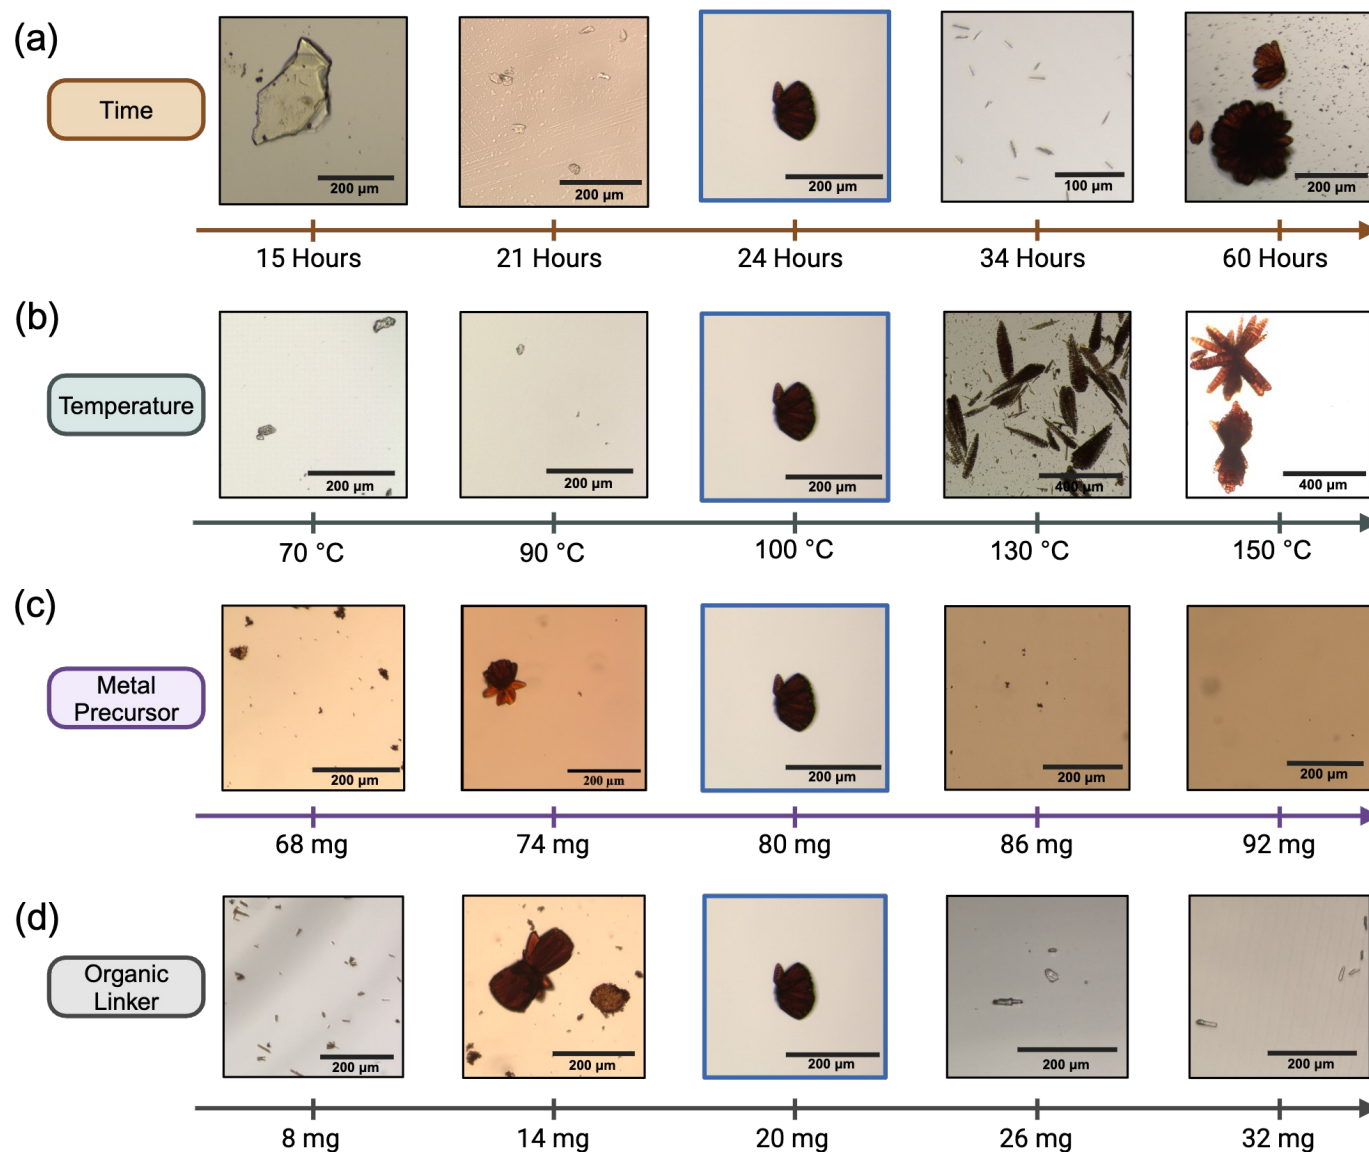 (a)
Time
200 µm
200 µm
200 µm
100 µm
200 µm
15 Hours
21 Hours
24 Hours
34 Hours
60 Hours
(b)
Temperature
200 µm
200 µm
200 µm
400 µm
400 µm
70 °C
90 °C
100 °C
130 °C
150 °C
(c)
Metal
Precursor
200 µm
200 µm
200 µm
200 µm
200 µm
68 mg
74 mg
80 mg
86 mg
92 mg
(d)
Organic
Linker
200 µm
200 µm
200 µm
200 µm
200 µm
8 mg
14 mg
20 mg
26 mg
32 mg